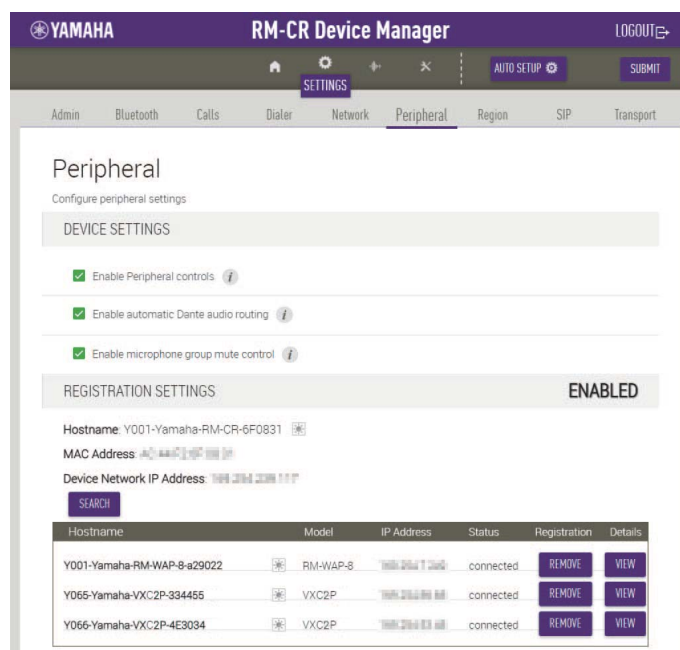 YAMAHA RM-CR Device Manager LOGOUT
AUTO SETUP SUBMIT
SETTINGS
Admin Bluetooth Calls Dialer Network Peripheral Region SIP Transport
Peripheral
Configure peripheral settings
DEVICE SETTINGS
Enable Peripheral controls i
Enable automatic Dante audio routing i
Enable microphone group mute control i
REGISTRATION SETTINGS ENABLED
Hostname: Y001-Yamaha-RM-CR-6F0831
MAC Address:
Device Network IP Address:
SEARCH
Hostname Model IP Address Status Registration Details
Y001-Yamaha-RM-WAP-8-a29022 RM-WAP-8 connected REMOVE VIEW
Y065-Yamaha-VXC2P-334455 VXC2P connected REMOVE VIEW
Y066-Yamaha-VXC2P-4E3034 VXC2P connected REMOVE VIEW